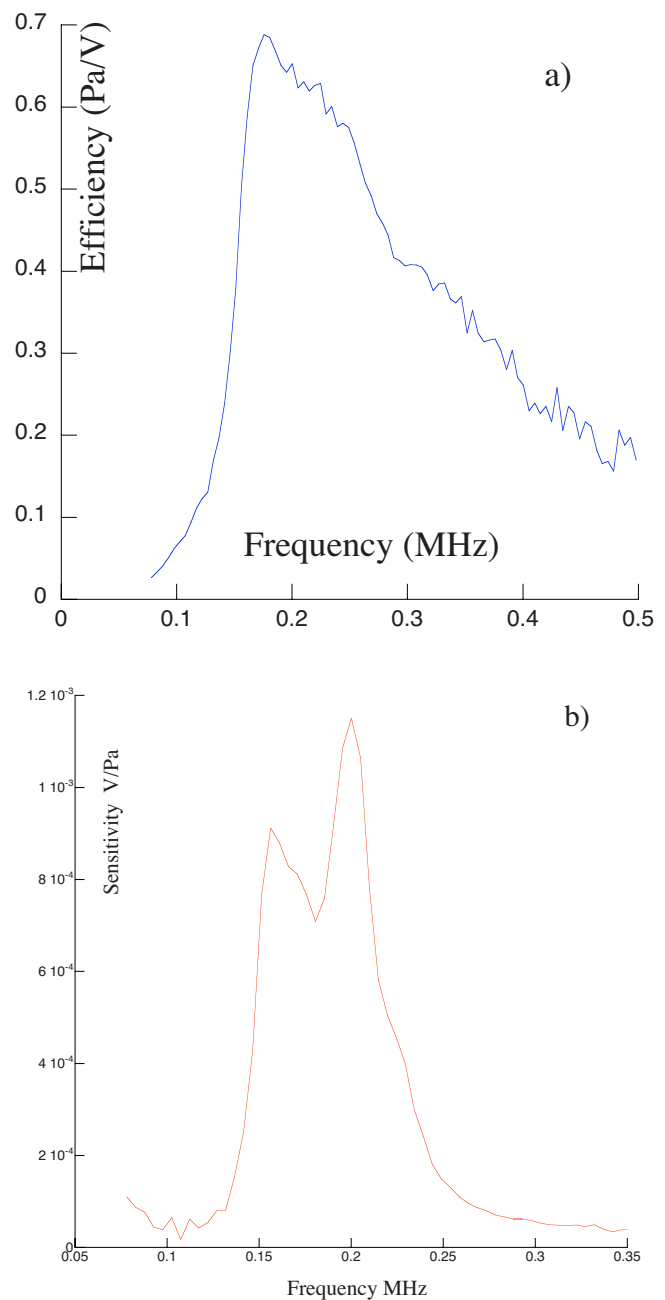 0.7
a)
0.6
Efficiency (Pa/V)
0.5
0.4
0.3
0.2
0.1
Frequency (MHz)
0
0 0.1 0.2 0.3 0.4 0.5
1.2 10-3
b)
Sensitivity V/Pa
1 10-3
8 10-4
6 10-4
4 10-4
2 10-4
0
0.05 0.1 0.15 0.2 0.25 0.3 0.35
Frequency MHz